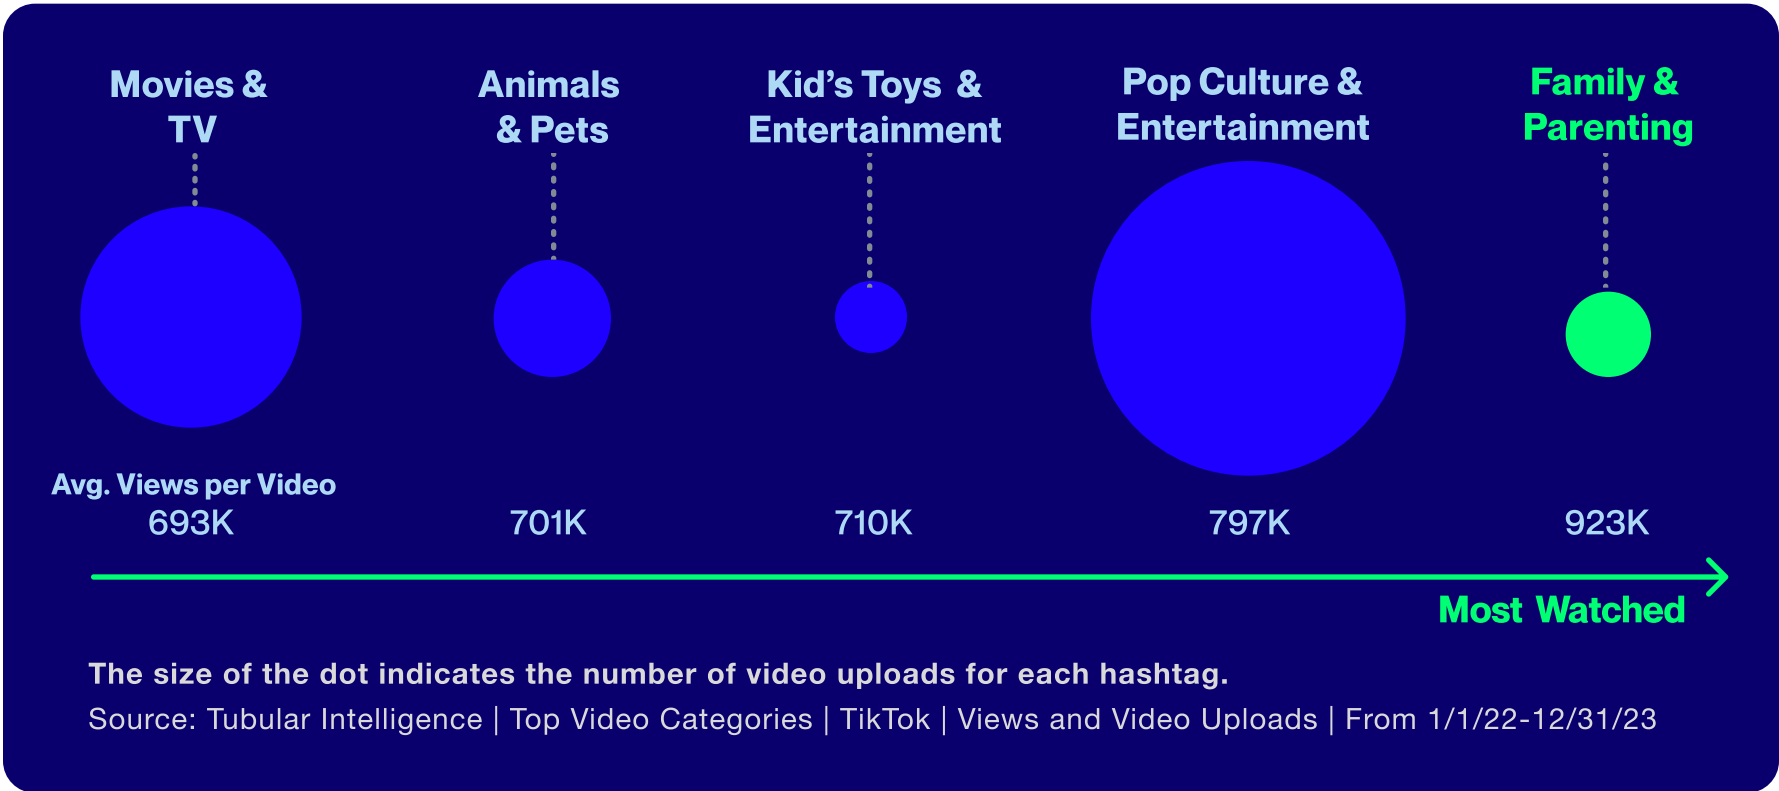 Movies &
TV
Animals
& Pets
Kid’s Toys &
Entertainment
Pop Culture &
Entertainment
Family &
Parenting
Avg. Views per Video
693K
701K
710K
797K
923K
Most Watched
The size of the dot indicates the number of video uploads for each hashtag.
Source: Tubular Intelligence | Top Video Categories | TikTok | Views and Video Uploads | From 1/1/22-12/31/23